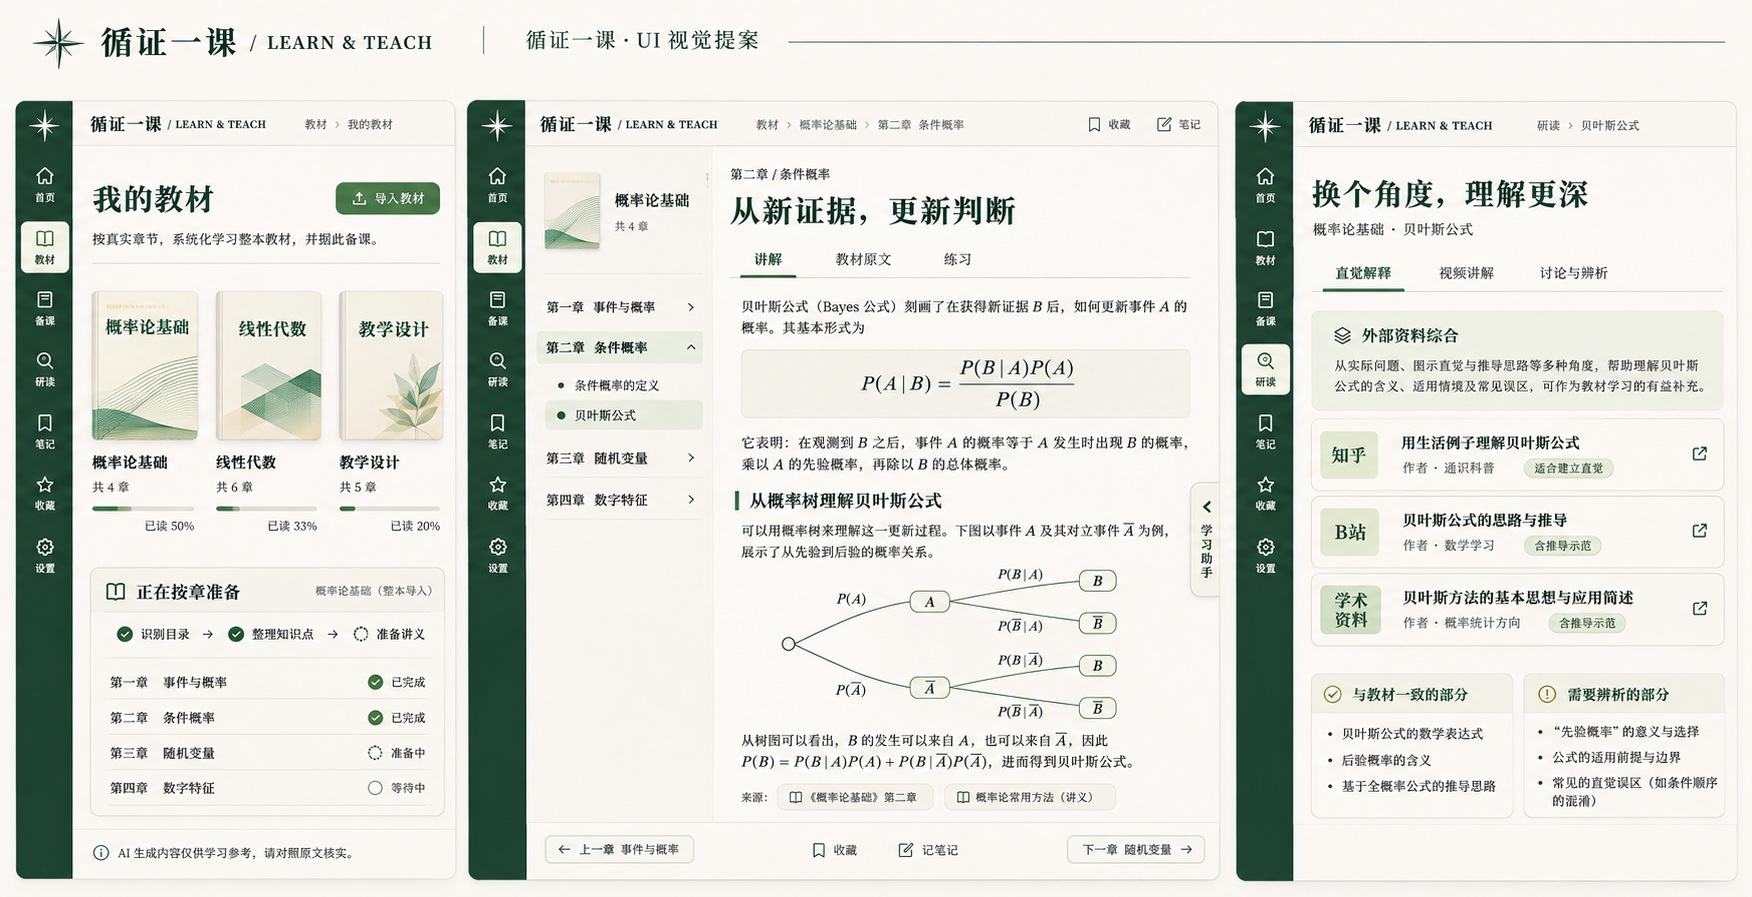 循证一课 / LEARN & TEACH
循证一课 · UI 视觉提案
循证一课 / LEARN & TEACH
教材 > 我的教材
首页
教材
备课
研读
笔记
收藏
设置
我的教材
导入教材
按真实章节，系统化学习整本教材，并据此备课。
概率论基础
线性代数
教学设计
概率论基础
共 4 章
已读 50%
线性代数
共 6 章
已读 33%
教学设计
共 5 章
已读 20%
正在按章准备
概率论基础（整本导入）
识别目录 → 整理知识点 → 准备讲义
第一章 事件与概率 已完成
第二章 条件概率 已完成
第三章 随机变量 准备中
第四章 数字特征 等待中
AI 生成内容仅供学习参考，请对照原文核实。
循证一课 / LEARN & TEACH
教材 > 概率论基础 > 第二章 条件概率
收藏
笔记
首页
教材
备课
研读
笔记
收藏
设置
概率论基础
共 4 章
第一章 事件与概率
第二章 条件概率
条件概率的定义
贝叶斯公式
第三章 随机变量
第四章 数字特征
第二章 / 条件概率
从新证据，更新判断
讲解
教材原文
练习
贝叶斯公式（Bayes 公式）刻画了在获得新证据 B 后，如何更新事件 A 的
概率。其基本形式为
P(A | B) = P(B | A)P(A) / P(B)
它表明：在观测到 B 之后，事件 A 的概率等于 A 发生时出现 B 的概率，
乘以 A 的先验概率，再除以 B 的总体概率。
从概率树理解贝叶斯公式
可以用概率树来理解这一更新过程。下图以事件 A 及其对立事件 A̅ 为例，
展示了从先验到后验的概率关系。
P(A)
A
P(B | A)
B
P(B̅ | A)
B̅
P(A̅)
A̅
P(B | A̅)
B
P(B̅ | A̅)
B̅
从树图可以看出，B 的发生可以来自 A，也可以来自 A̅，因此
P(B) = P(B | A)P(A) + P(B | A̅)P(A̅)，进而得到贝叶斯公式。
来源：
《概率论基础》第二章
概率论常用方法（讲义）
← 上一章 事件与概率
收藏
记笔记
下一章 随机变量 →
学习助手
循证一课 / LEARN & TEACH
研读 > 贝叶斯公式
首页
教材
备课
研读
笔记
收藏
设置
换个角度，理解更深
概率论基础 · 贝叶斯公式
直觉解释
视频讲解
讨论与辨析
外部资料综合
从实际问题、图示直觉与推导思路等多种角度，帮助理解贝叶斯
公式的含义、适用情境及常见误区，可作为教材学习的有益补充。
知乎
用生活例子理解贝叶斯公式
作者 · 通识科普
适合建立直觉
B站
贝叶斯公式的思路与推导
作者 · 数学学习
含推导示范
学术
资料
贝叶斯方法的基本思想与应用简述
作者 · 概率统计方向
含推导示范
与教材一致的部分
• 贝叶斯公式的数学表达式
• 后验概率的含义
• 基于全概率公式的推导思路
需要辨析的部分
• “先验概率”的意义与选择
• 公式的适用前提与边界
• 常见的直觉误区（如条件顺序
的混淆）